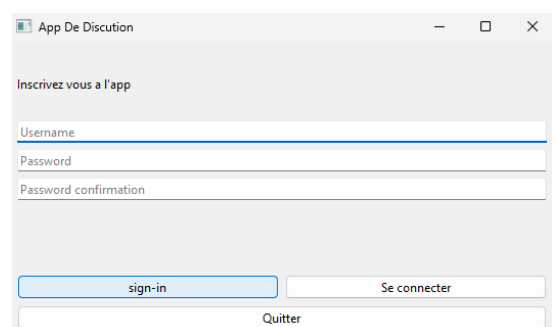 App De Discution
Inscrivez vous a l'app
Username
Password
Password confirmation
sign-in Se connecter
Quitter